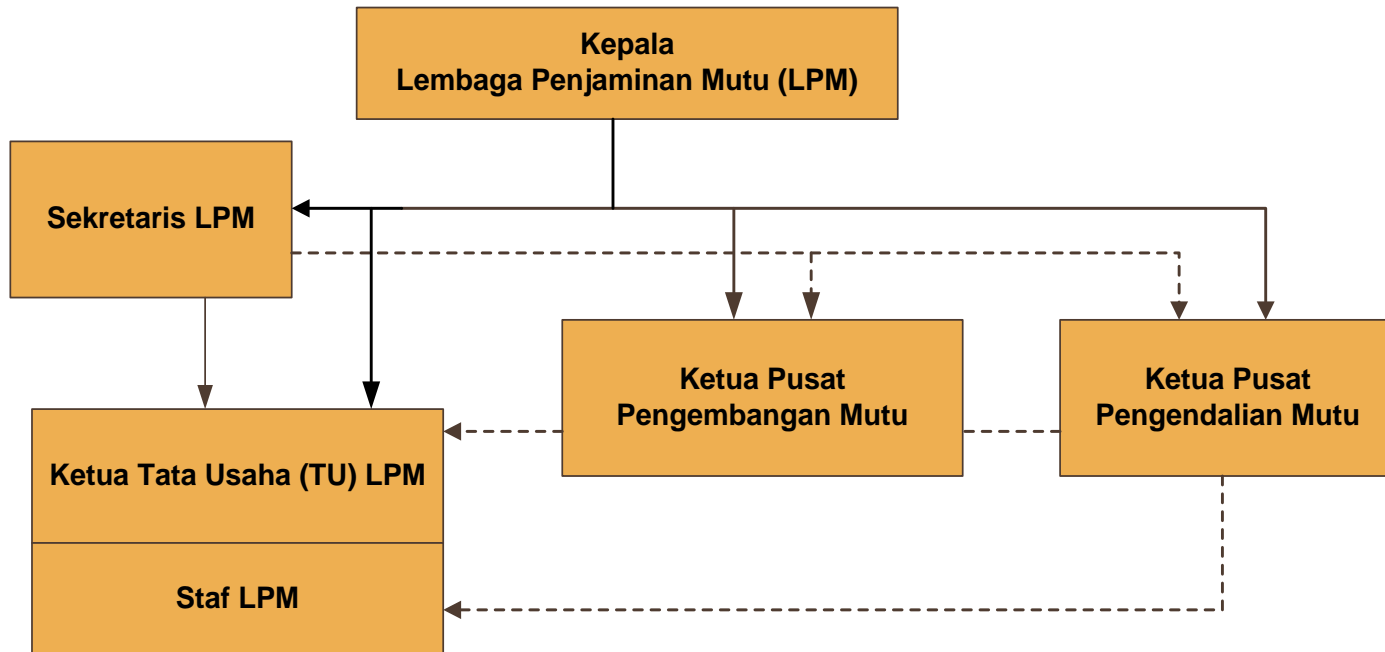 Kepala
Lembaga Penjaminan Mutu (LPM)
Sekretaris LPM
Ketua Pusat
Pengembangan Mutu
Ketua Pusat
Pengendalian Mutu
Ketua Tata Usaha (TU) LPM
Staf LPM